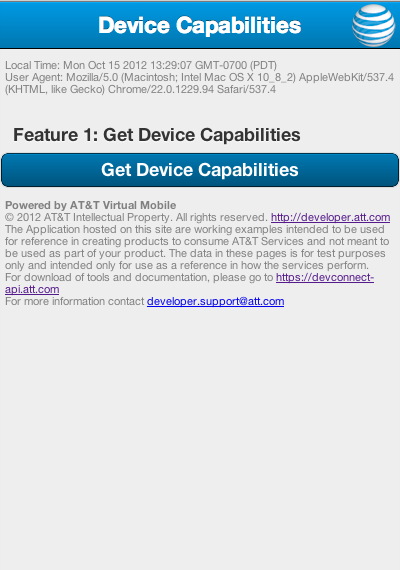 Device Capabilities
Local Time: Mon Oct 15 2012 13:29:07 GMT-0700 (PDT)
User Agent: Mozilla/5.0 (Macintosh; Intel Mac OS X 10_8_2) AppleWebKit/537.4
(KHTML, like Gecko) Chrome/22.0.1229.94 Safari/537.4
Feature 1: Get Device Capabilities
Get Device Capabilities
Powered by AT&T Virtual Mobile
© 2012 AT&T Intellectual Property. All rights reserved. http://developer.att.com
The Application hosted on this site are working examples intended to be used
for reference in creating products to consume AT&T Services and not meant to
be used as part of your product. The data in these pages is for test purposes
only and intended only for use as a reference in how the services perform.
For download of tools and documentation, please go to https://devconnect-
api.att.com
For more information contact developer.support@att.com